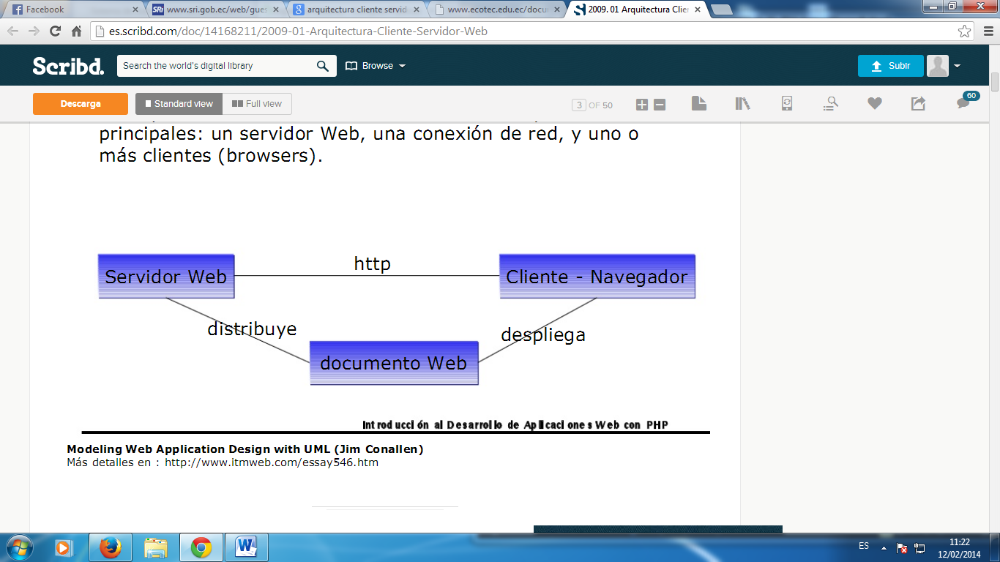 Facebook
www.sri.gob.ec/web/gues
arquitectura cliente servid
www.ecotec.edu.ec/docu
2009. 01 Arquitectura Clien
es.scribd.com/doc/14168211/2009-01-Arquitectura-Cliente-Servidor-Web
Scribd.
Search the world's digital library
Browse
Subir
Descarga
Standard view
Full view
3 OF 50
60
principales: un servidor Web, una conexión de red, y uno o
más clientes (browsers).
http
Servidor Web
Cliente - Navegador
distribuye
despliega
documento Web
Introducción al Desarrollo de Aplicaciones Web con PHP
Modeling Web Application Design with UML (Jim Conallen)
Más detalles en : http://www.itmweb.com/essay546.htm
ES
11:22
12/02/2014